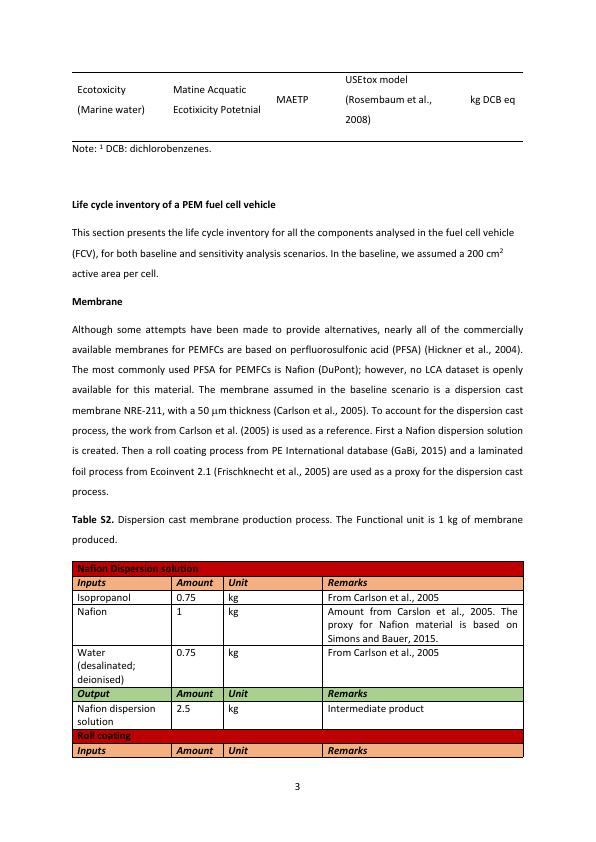 Ecotoxicity
(Marine water)
Matine Acquatic
Ecotixicity Potetnial
MAETP
USEtox model
(Rosembaum et al.,
2008)
kg DCB eq
Note: ¹ DCB: dichlorobenzenes.
Life cycle inventory of a PEM fuel cell vehicle
This section presents the life cycle inventory for all the components analysed in the fuel cell vehicle
(FCV), for both baseline and sensitivity analysis scenarios. In the baseline, we assumed a 200 cm²
active area per cell.
Membrane
Although some attempts have been made to provide alternatives, nearly all of the commercially
available membranes for PEMFCs are based on perfluorosulfonic acid (PFSA) (Hickner et al., 2004).
The most commonly used PFSA for PEMFCs is Nafion (DuPont); however, no LCA dataset is openly
available for this material. The membrane assumed in the baseline scenario is a dispersion cast
membrane NRE-211, with a 50 μm thickness (Carlson et al., 2005). To account for the dispersion cast
process, the work from Carlson et al. (2005) is used as a reference. First a Nafion dispersion solution
is created. Then a roll coating process from PE International database (GaBi, 2015) and a laminated
foil process from Ecoinvent 2.1 (Frischknecht et al., 2005) are used as a proxy for the dispersion cast
process.
Table S2. Dispersion cast membrane production process. The Functional unit is 1 kg of membrane
produced.
Nafion Dispersion solution
Inputs Amount Unit Remarks
Isopropanol 0.75 kg From Carlson et al., 2005
Nafion 1 kg Amount from Carslon et al., 2005. The
proxy for Nafion material is based on
Simons and Bauer, 2015.
Water 0.75 kg From Carlson et al., 2005
(desalinated;
deionised)
Output Amount Unit Remarks
Nafion dispersion 2.5 kg Intermediate product
solution
Roll coating
Inputs Amount Unit Remarks
3